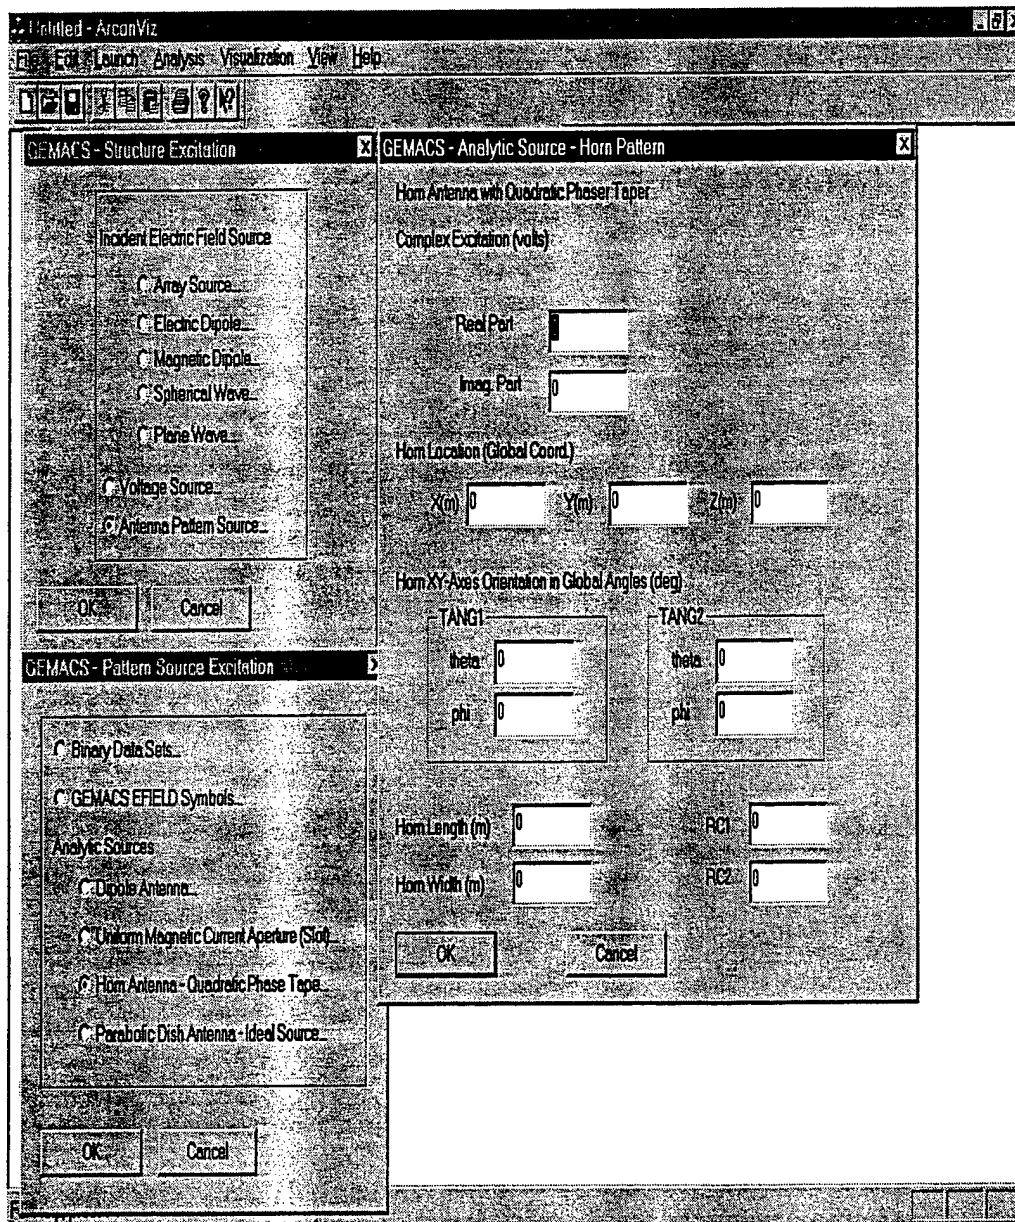 Untitled - ArcanViz
File Edit Launch Analysis Visualization View Help
GEMACS - Structure Excitation
Incident Electric Field Source
Array Source...
Electric Dipole...
Magnetic Dipole...
Spherical Wave...
Plane Wave...
Voltage Source...
Antenna Pattern Source...
OK
Cancel
GEMACS - Pattern Source Excitation
Binary Data Sets...
GEMACS EFIELD Symbols...
Analytic Sources
Dipole Antenna...
Uniform Magnetic Current Aperture (Slot)...
Horn Antenna - Quadratic Phase Tape...
Parabolic Dish Antenna - Ideal Source...
OK
Cancel
GEMACS - Analytic Source - Horn Pattern
Horn Antenna with Quadratic Phaser Taper
Complex Excitation (volts)
Real Part
Imag. Part 0
Horn Location (Global Coord.)
X(m) 0 Y(m) 0 Z(m) 0
Horn XY-Axes Orientation in Global Angles (deg)
TANG1
theta 0
phi 0
TANG2
theta 0
phi 0
Horn Length (m) 0 RC1 0
Horn Width (m) 0 RC2 0
OK
Cancel